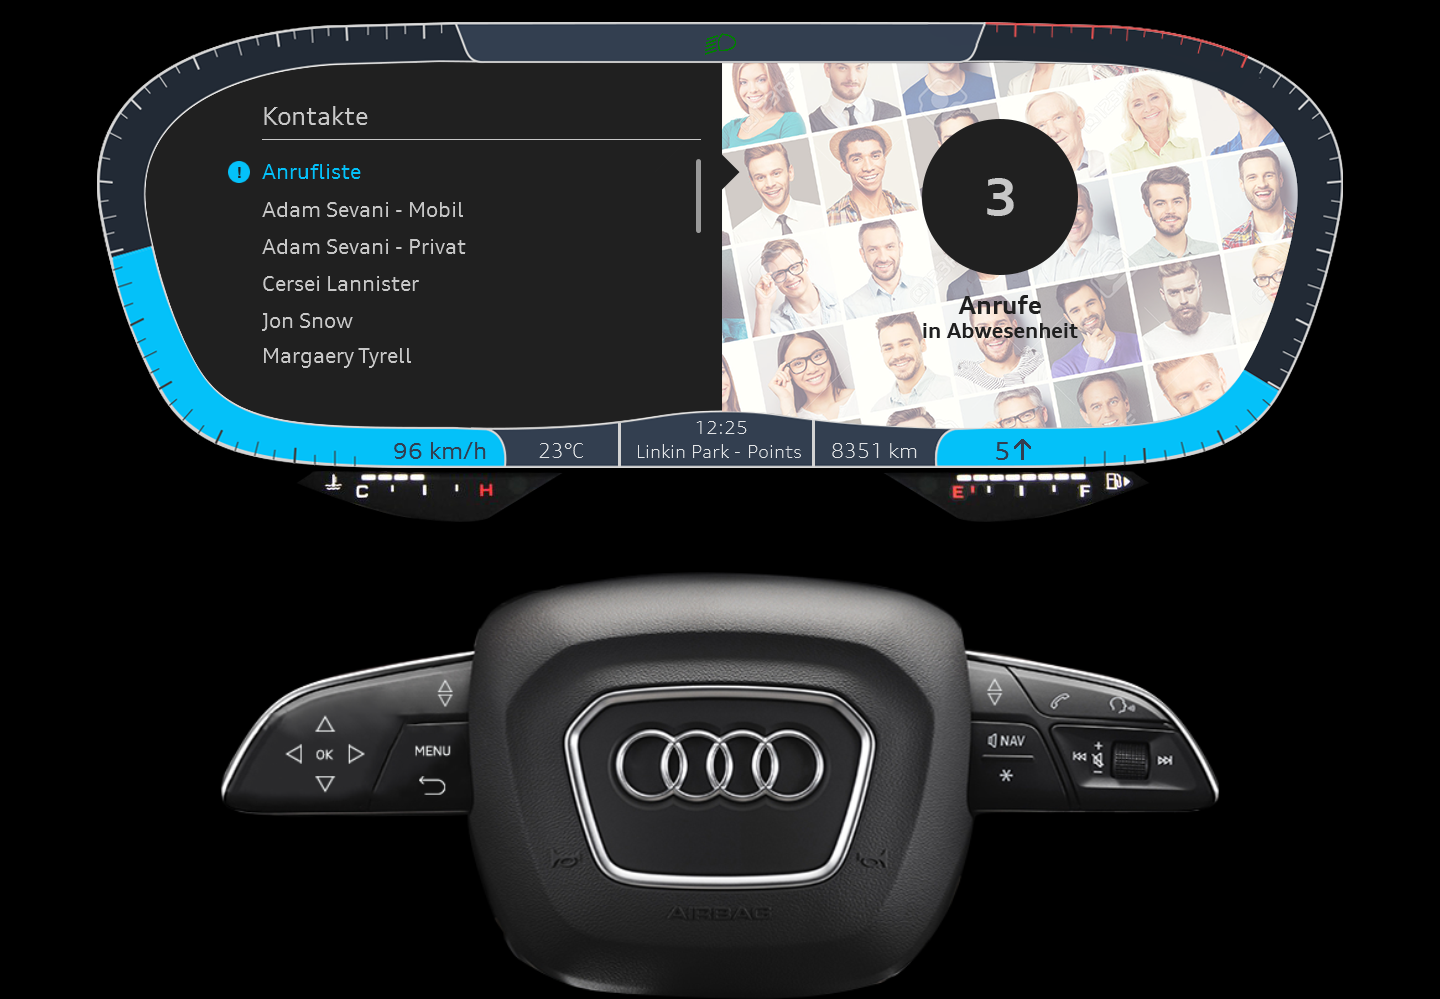 Kontakte
! Anrufliste
Adam Sevani - Mobil
Adam Sevani - Privat
Cersei Lannister
Jon Snow
Margaery Tyrell
3
Anrufe
in Abwesenheit
96 km/h
23°C
12:25
Linkin Park - Points
8351 km
5↑
C H
E F
OK
MENU
NAV
+
−
AIRBAG